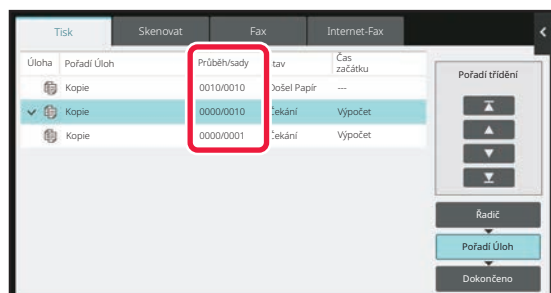 Tisk Skenovat Fax Internet-Fax
Úloha Pořadí Úloh Průběh/sady tav Čas začátku
Kopie 0010/0010 Došel Papír ---
Kopie 0000/0010 Čekání Výpočet
Kopie 0000/0001 Čekání Výpočet
Pořadí třídění
Řadič
Pořadí Úloh
Dokončeno